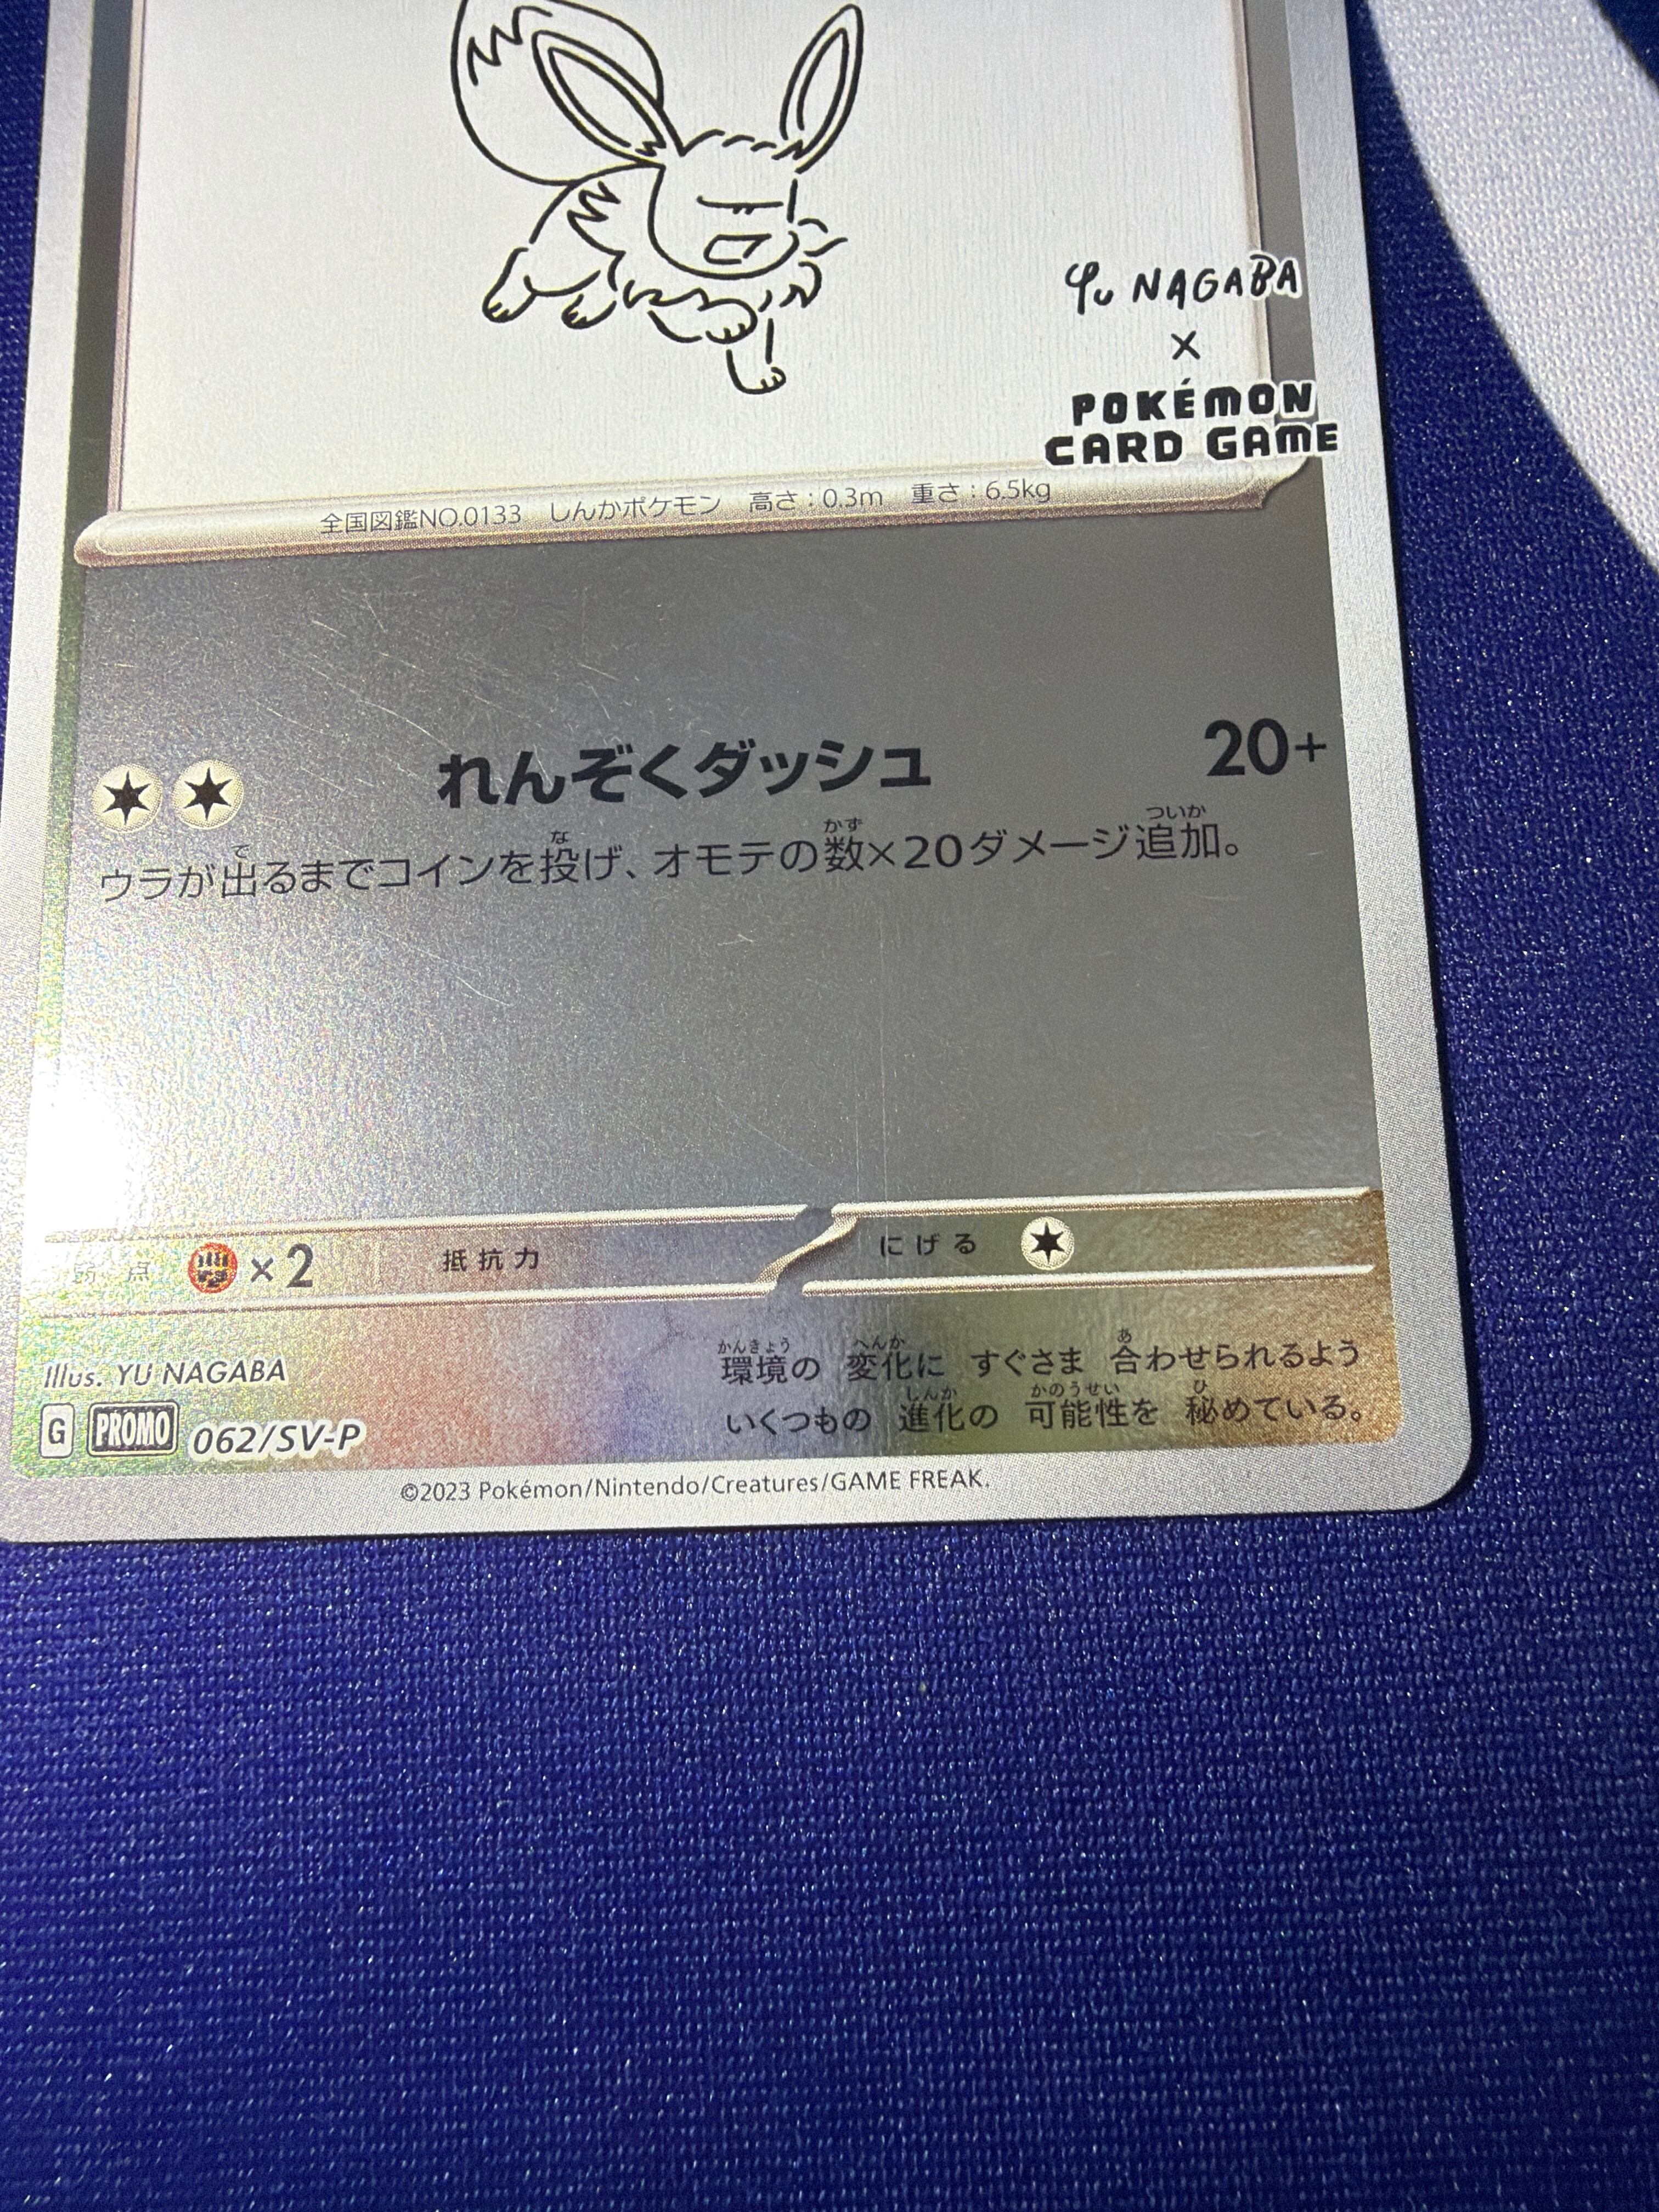 Yu NAGABA
×
POKÉMON
CARD GAME
全国図鑑NO.0133 しんかポケモン 高さ:0.3m 重さ:6.5kg
れんぞくダッシュ 20+
ウラが出るまでコインを投げ、オモテの数×20ダメージ追加。
弱点 ×2 抵抗力 にげる
Illus. YU NAGABA
環境の 変化に すぐさま 合わせられるよう
いくつもの 進化の 可能性を 秘めている。
G PROMO 062/SV-P
©2023 Pokémon/Nintendo/Creatures/GAME FREAK.